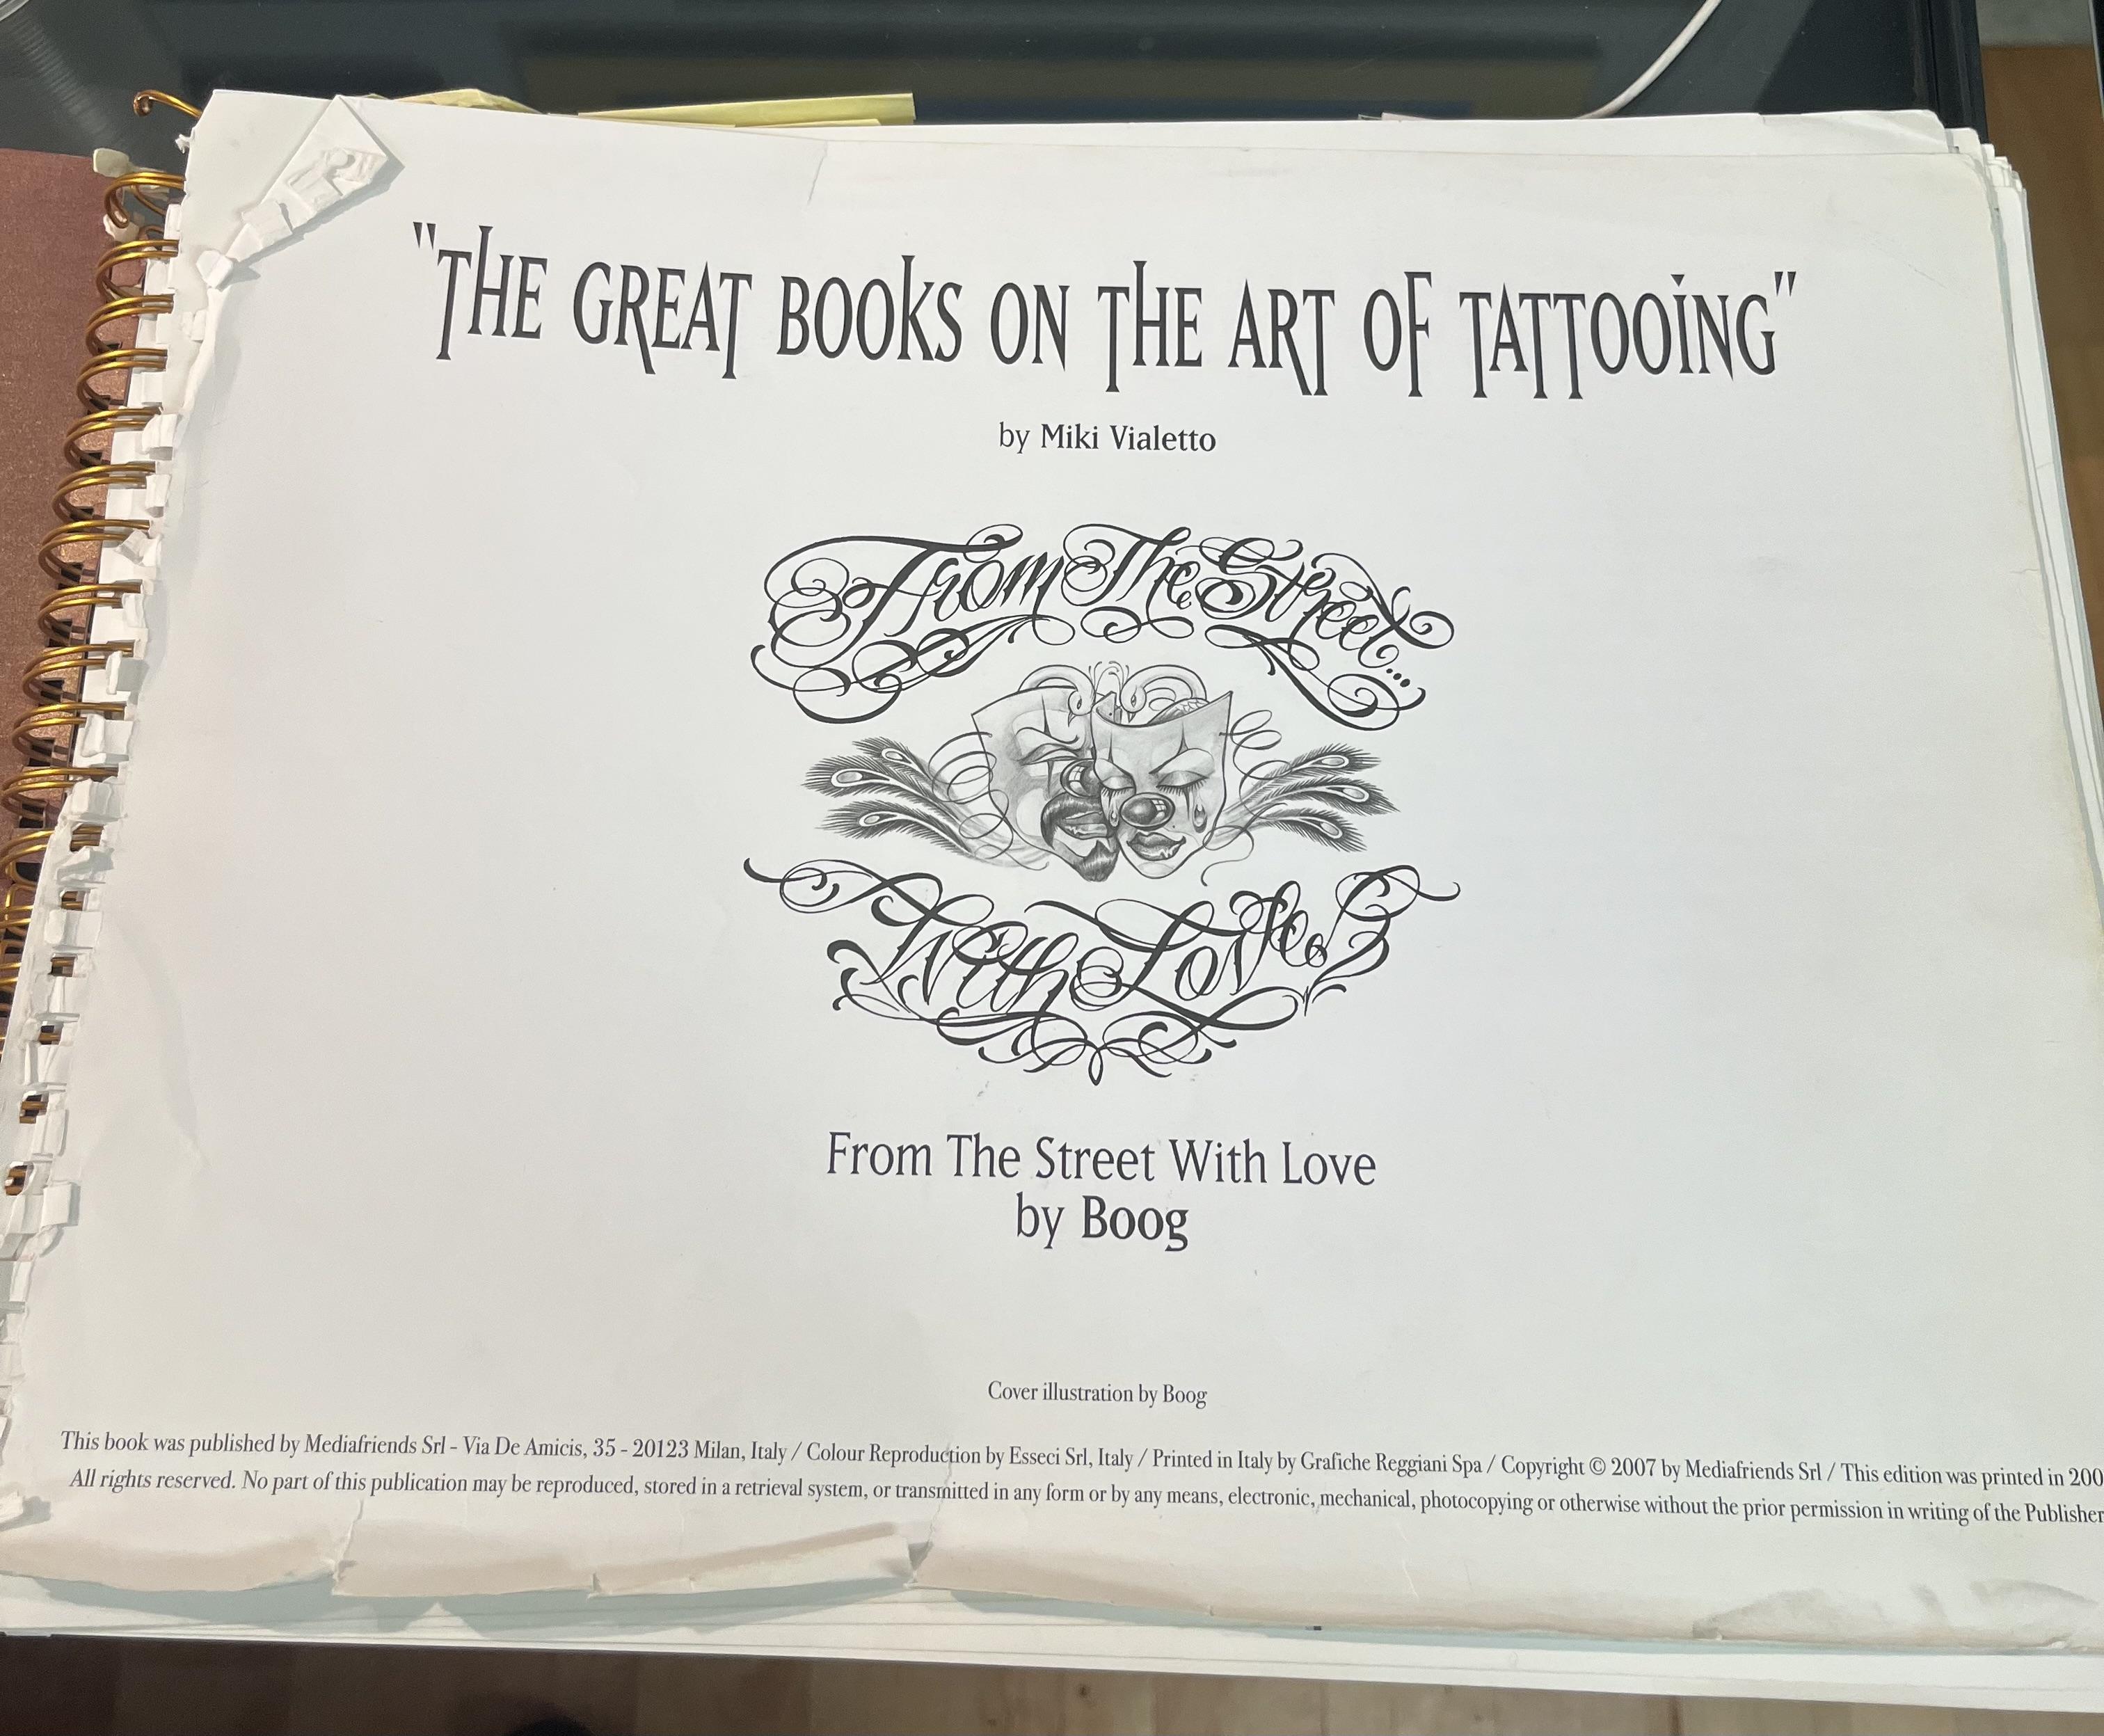 "THE GREAT BOOKS ON THE ART OF TATTOOING"
by Miki Vialetto
From The Street...
With Love
From The Street With Love
by Boog
Cover illustration by Boog
This book was published by Mediafriends Srl - Via De Amicis, 35 - 20123 Milan, Italy / Colour Reproduction by Esseci Srl, Italy / Printed in Italy by Grafiche Reggiani Spa / Copyright © 2007 by Mediafriends Srl / This edition was printed in 200
All rights reserved. No part of this publication may be reproduced, stored in a retrieval system, or transmitted in any form or by any means, electronic, mechanical, photocopying or otherwise without the prior permission in writing of the Publisher